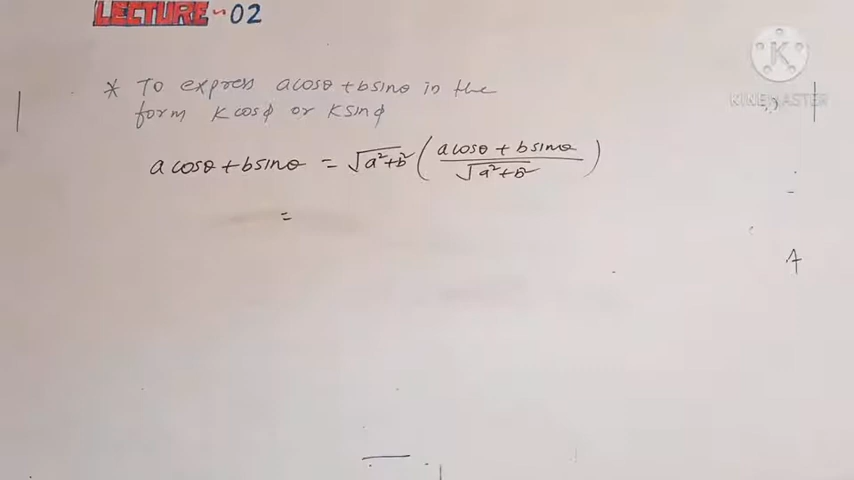 LECTURE-02
K
KINEMASTER
* To express acosθ+bsinθ in the
form Kcosϕ or Ksinϕ
acosθ+bsinθ = √a²+b² ( acosθ + bsinθ / √a²+b² )
=